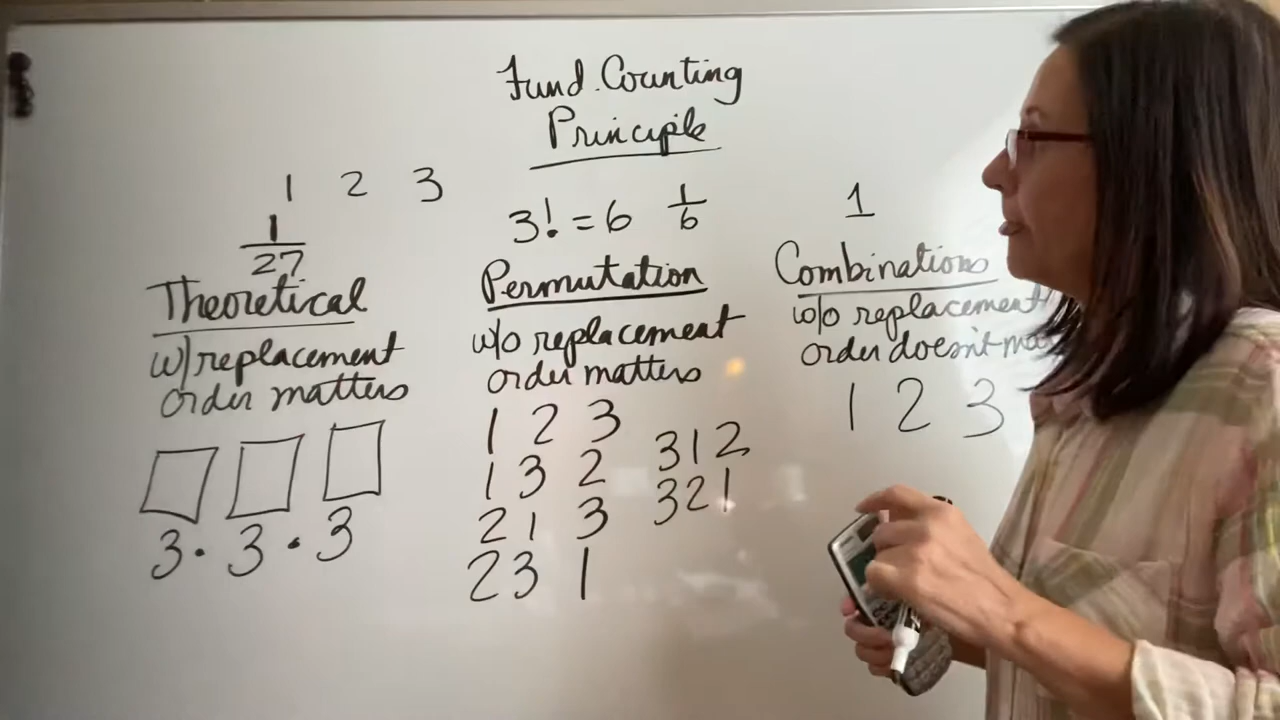 Fund. Counting
Principle
1 2 3
1
27
Theoretical
w/replacement
order matters
3 · 3 · 3
3! = 6 1/6
Permutation
w/o replacement
order matters
1 2 3
1 3 2
2 1 3
2 3 1
3 1 2
3 2 1
1
Combinations
w/o replacement
order doesn't
1 2 3